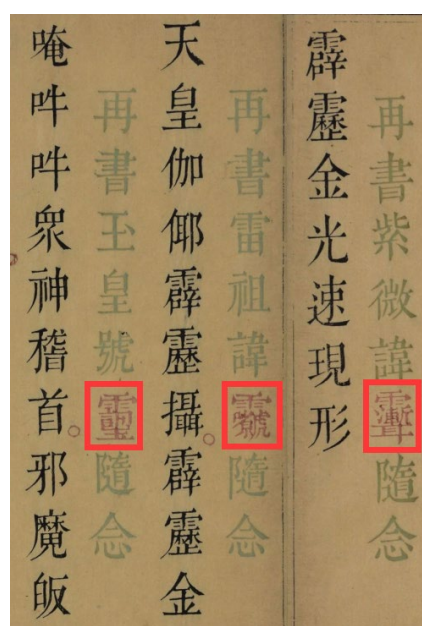 再書紫微諱隨念
霹靂金光速現形
再書雷祖諱隨念
天皇伽倻霹靂攝霹靂金
再書玉皇號隨念
唵吽吽衆神稽首邪魔皈